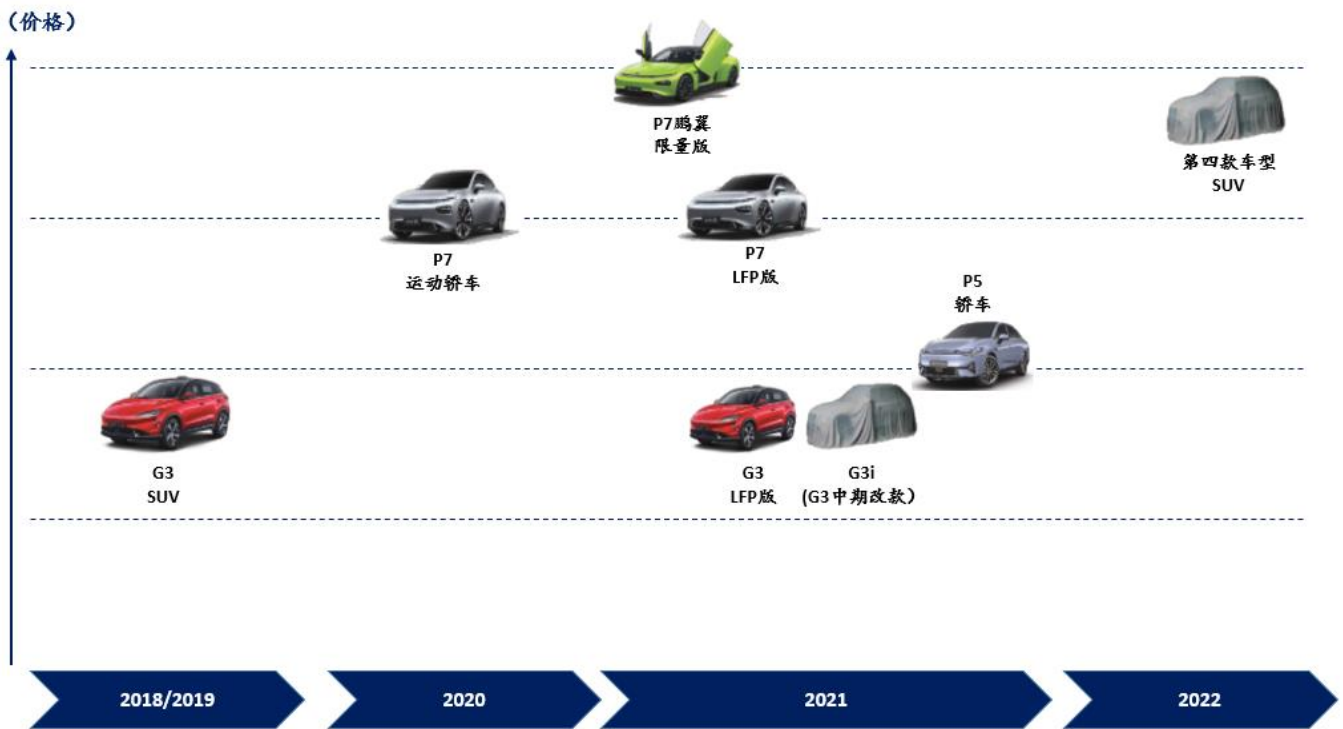 （价格）
P7鹏翼
限量版
第四款车型
SUV
P7
运动轿车
P7
LFP版
P5
轿车
G3
SUV
G3
LFP版
G3i
(G3中期改款）
2018/2019
2020
2021
2022